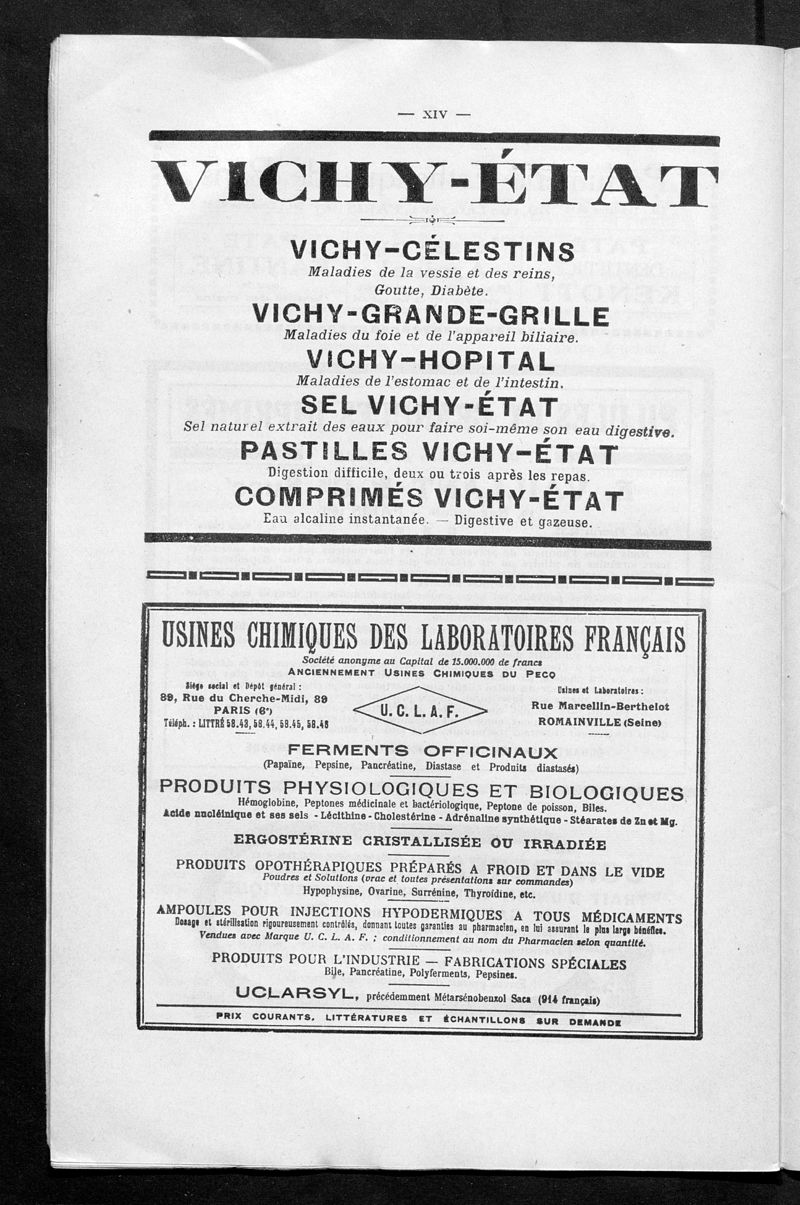 — XIV —
VICHY-ÉTAT
VICHY-CÉLESTINS
Maladies de la vessie et des reins,
Goutte, Diabète.
VICHY-GRANDE-GRILLE
Maladies du foie et de l'appareil biliaire.
VICHY-HOPITAL
Maladies de l'estomac et de l'intestin.
SEL VICHY-ÉTAT
Sel naturel extrait des eaux pour faire soi-même son eau digestive.
PASTILLES VICHY-ÉTAT
Digestion difficile, deux ou trois après les repas.
COMPRIMÉS VICHY-ÉTAT
Eau alcaline instantanée. — Digestive et gazeuse.
USINES CHIMIQUES DES LABORATOIRES FRANÇAIS
Société anonyme au Capital de 15.000.000 de francs
ANCIENNEMENT USINES CHIMIQUES DU PECQ
Siége social et Dépôt général :
89, Rue du Cherche-Midi, 89
PARIS (6e)
Téléph. : LITTRÉ 58.43, 58.44, 58.45, 58.46
U. C. L. A. F.
Usines et Laboratoires :
Rue Marcellin-Berthelot
ROMAINVILLE (Seine)
FERMENTS OFFICINAUX
(Papaïne, Pepsine, Pancréatine, Diastase et Produits diastasés)
PRODUITS PHYSIOLOGIQUES ET BIOLOGIQUES
Hémoglobine, Peptones médicinale et bactériologique, Peptone de poisson, Biles.
Acide nucléinique et ses sels - Lécithine - Cholestérine - Adrénaline synthétique - Stéarates de Zn et Mg.
ERGOSTÉRINE CRISTALLISÉE OU IRRADIÉE
PRODUITS OPOTHÉRAPIQUES PRÉPARÉS A FROID ET DANS LE VIDE
Poudres et Solutions (vrac et toutes présentations sur commandes)
Hypophysine, Ovarine, Surrénine, Thyroïdine, etc.
AMPOULES POUR INJECTIONS HYPODERMIQUES A TOUS MÉDICAMENTS
Dosage et stérilisation rigoureusement contrôlés, donnant toutes garanties au pharmacien, en lui assurant le plus large bénéfice.
Vendues avec Marque U. C. L. A. F. ; conditionnement au nom du Pharmacien selon quantité.
PRODUITS POUR L'INDUSTRIE — FABRICATIONS SPÉCIALES
Bile, Pancréatine, Polyferments, Pepsines.
UCLARSYL, précédemment Métarsénobenzol Saca (914 français)
PRIX COURANTS, LITTÉRATURES ET ÉCHANTILLONS SUR DEMANDE